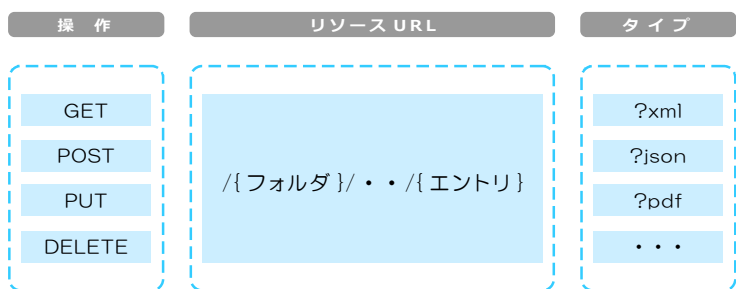 操 作
リソース URL
タ イ プ
GET
POST
PUT
DELETE
/{ フォルダ }/ ・ ・ /{ エントリ }
?xml
?json
?pdf
・・・